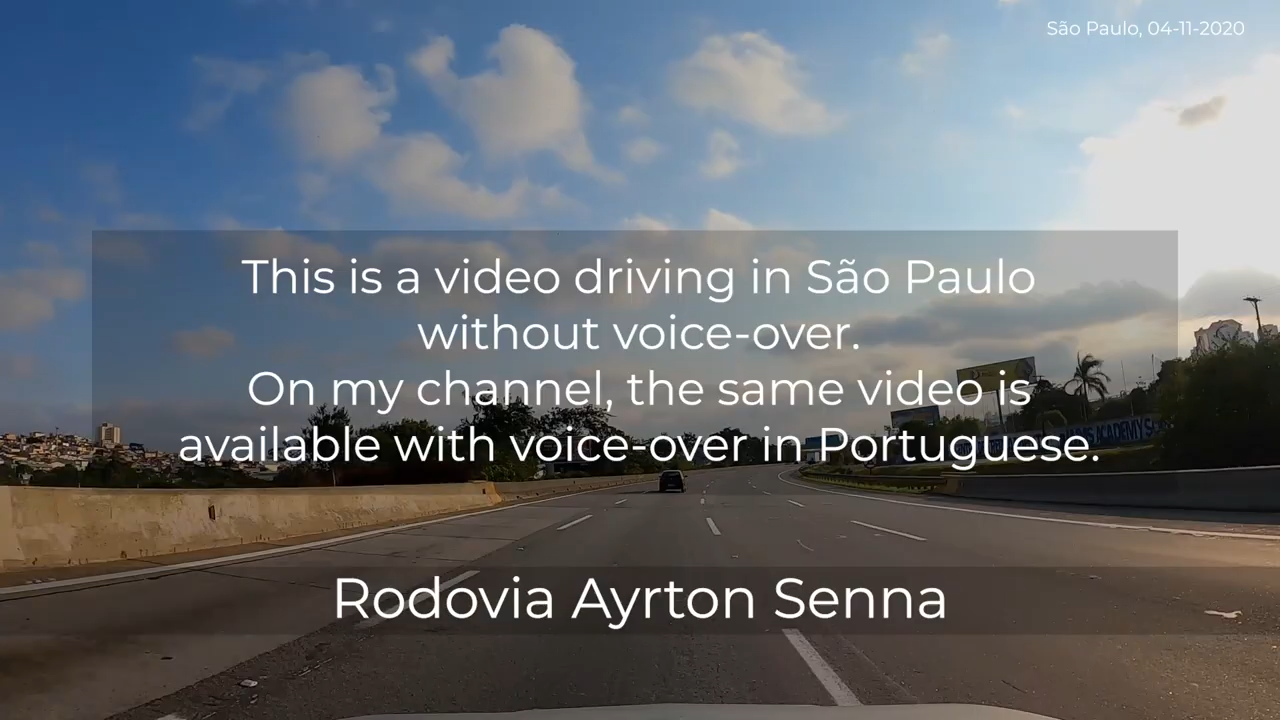 São Paulo, 04-11-2020
This is a video driving in São Paulo
without voice-over.
On my channel, the same video is
available with voice-over in Portuguese.
ACADEMY
Rodovia Ayrton Senna